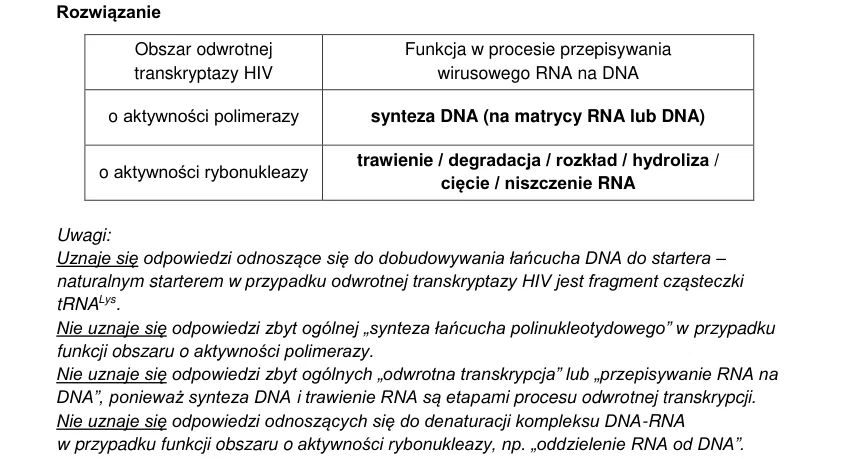 Rozwiązanie
Obszar odwrotnej
transkryptazy HIV
Funkcja w procesie przepisywania
wirusowego RNA na DNA
o aktywności polimerazy
synteza DNA (na matrycy RNA lub DNA)
o aktywności rybonukleazy
trawienie / degradacja / rozkład / hydroliza /
cięcie / niszczenie RNA
Uwagi:
Uznaje się odpowiedzi odnoszące się do dobudowywania łańcucha DNA do startera –
naturalnym starterem w przypadku odwrotnej transkryptazy HIV jest fragment cząsteczki
tRNALys.
Nie uznaje się odpowiedzi zbyt ogólnej „synteza łańcucha polinukleotydowego” w przypadku
funkcji obszaru o aktywności polimerazy.
Nie uznaje się odpowiedzi zbyt ogólnych „odwrotna transkrypcja” lub „przepisywanie RNA na
DNA”, ponieważ synteza DNA i trawienie RNA są etapami procesu odwrotnej transkrypcji.
Nie uznaje się odpowiedzi odnoszących się do denaturacji kompleksu DNA-RNA
w przypadku funkcji obszaru o aktywności rybonukleazy, np. „oddzielenie RNA od DNA”.